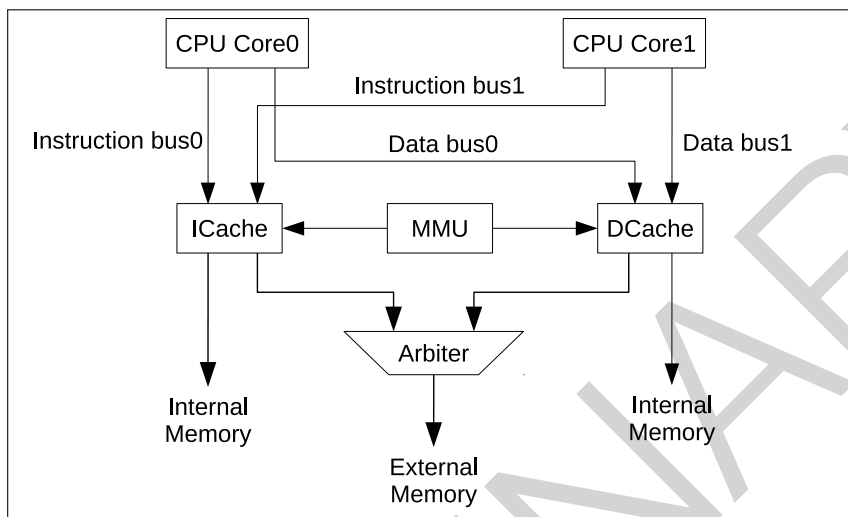 CPU Core0
CPU Core1
Instruction bus1
Instruction bus0
Data bus0
Data bus1
ICache
MMU
DCache
Arbiter
Internal
Memory
Internal
Memory
External
Memory